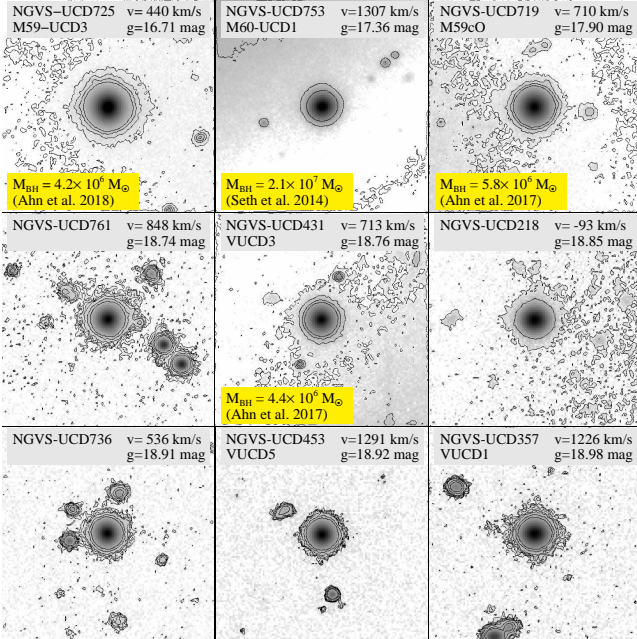 NGVS−UCD725 v= 440 km/s
M59−UCD3 g=16.71 mag
M_BH = 4.2× 10^6 M_⊙
(Ahn et al. 2018)
NGVS-UCD753 v=1307 km/s
M60-UCD1 g=17.36 mag
M_BH = 2.1× 10^7 M_⊙
(Seth et al. 2014)
NGVS-UCD719 v= 710 km/s
M59cO g=17.90 mag
M_BH = 5.8× 10^6 M_⊙
(Ahn et al. 2017)
NGVS-UCD761 v= 848 km/s
g=18.74 mag
NGVS-UCD431 v= 713 km/s
VUCD3 g=18.76 mag
M_BH = 4.4× 10^6 M_⊙
(Ahn et al. 2017)
NGVS-UCD218 v= -93 km/s
g=18.85 mag
NGVS-UCD736 v= 536 km/s
g=18.91 mag
NGVS-UCD453 v=1291 km/s
VUCD5 g=18.92 mag
NGVS-UCD357 v=1226 km/s
VUCD1 g=18.98 mag